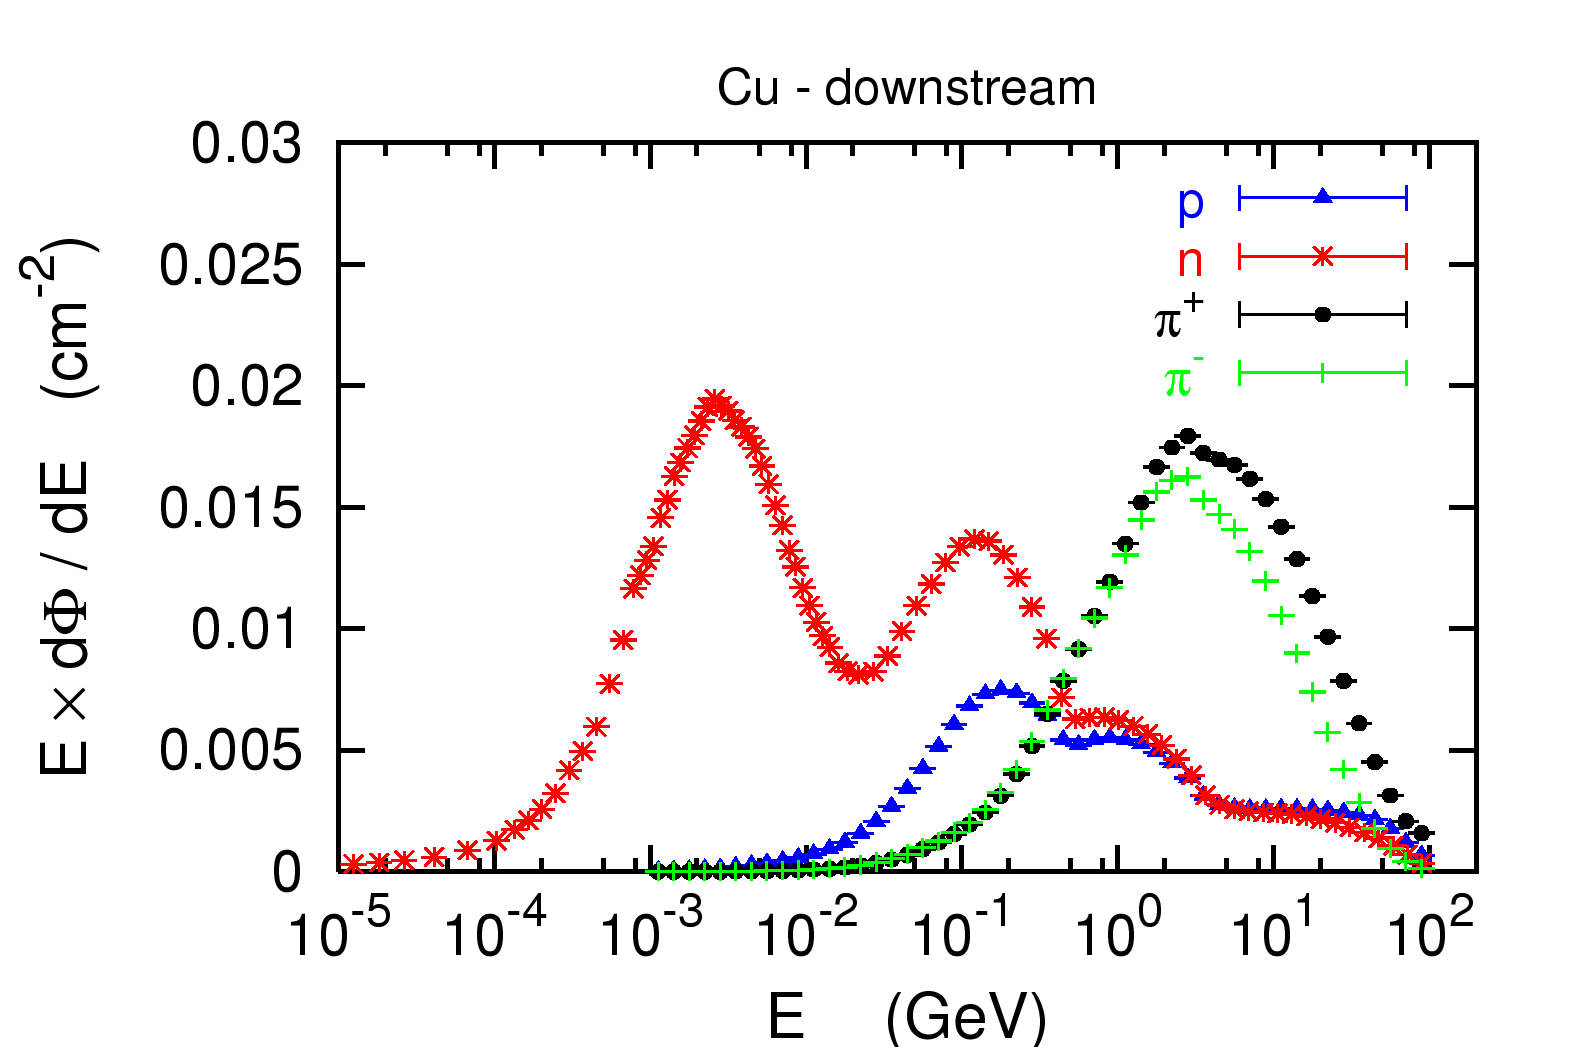 Cu - downstream
E × dΦ / dE (cm⁻²)
0.03
0.025
0.02
0.015
0.01
0.005
0
p
n
π⁺
π⁻
10⁻⁵ 10⁻⁴ 10⁻³ 10⁻² 10⁻¹ 10⁰ 10¹ 10²
E (GeV)